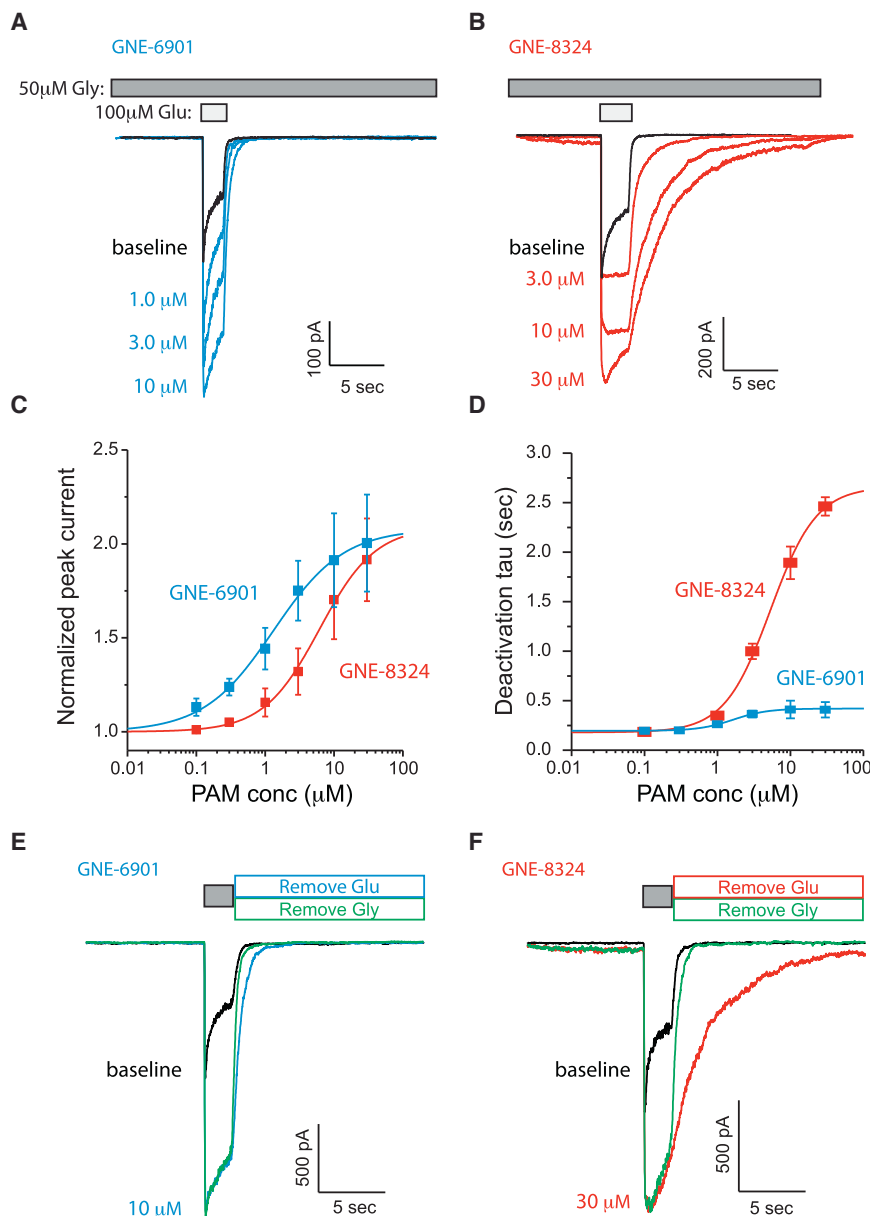 A
GNE-6901
50μM Gly:
100μM Glu:
baseline
1.0 μM
3.0 μM
10 μM
100 pA
5 sec
B
GNE-8324
baseline
3.0 μM
10 μM
30 μM
200 pA
5 sec
C
Normalized peak current
2.5
2.0
1.5
1.0
GNE-6901
GNE-8324
0.01
0.1
1
10
100
PAM conc (μM)
D
Deactivation tau (sec)
3.0
2.5
2.0
1.5
1.0
0.5
0.0
GNE-8324
GNE-6901
0.01
0.1
1
10
100
PAM conc (μM)
E
GNE-6901
Remove Glu
Remove Gly
baseline
10 μM
500 pA
5 sec
F
GNE-8324
Remove Glu
Remove Gly
baseline
30 μM
500 pA
5 sec